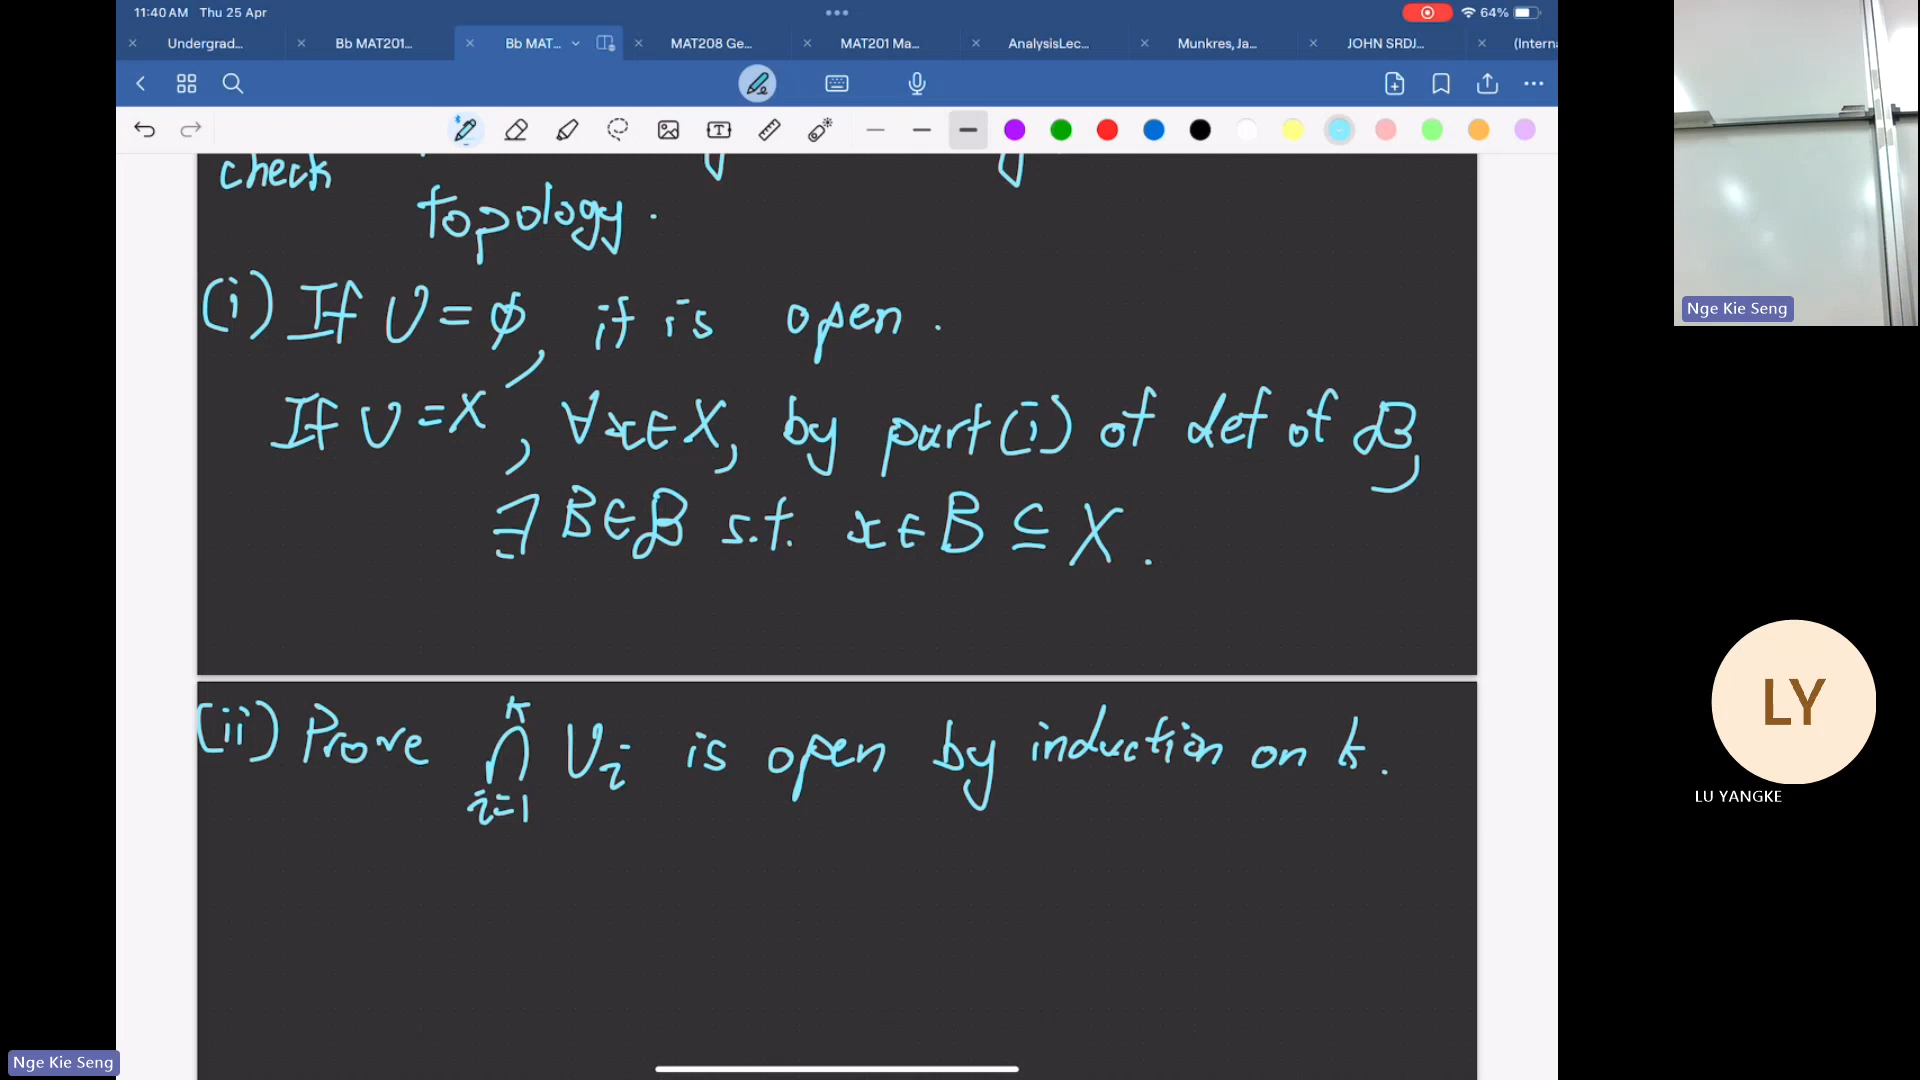 11:40 AM Thu 25 Apr
64%
Undergrad...
Bb MAT201...
Bb MAT...
MAT208 Ge...
MAT201 Ma...
AnalysisLec...
Munkres, Ja...
JOHN SRDJ...
(Intern
check
topology.
(i) If U = ∅, it is open.
If U = X, ∀x∈X, by part (i) of def of ℬ,
∃ B∈ℬ s.t. x∈B ⊆ X.
(ii) Prove ⋂_{i=1}^{k} U_i is open by induction on k.
Nge Kie Seng
LY
LU YANGKE
Nge Kie Seng